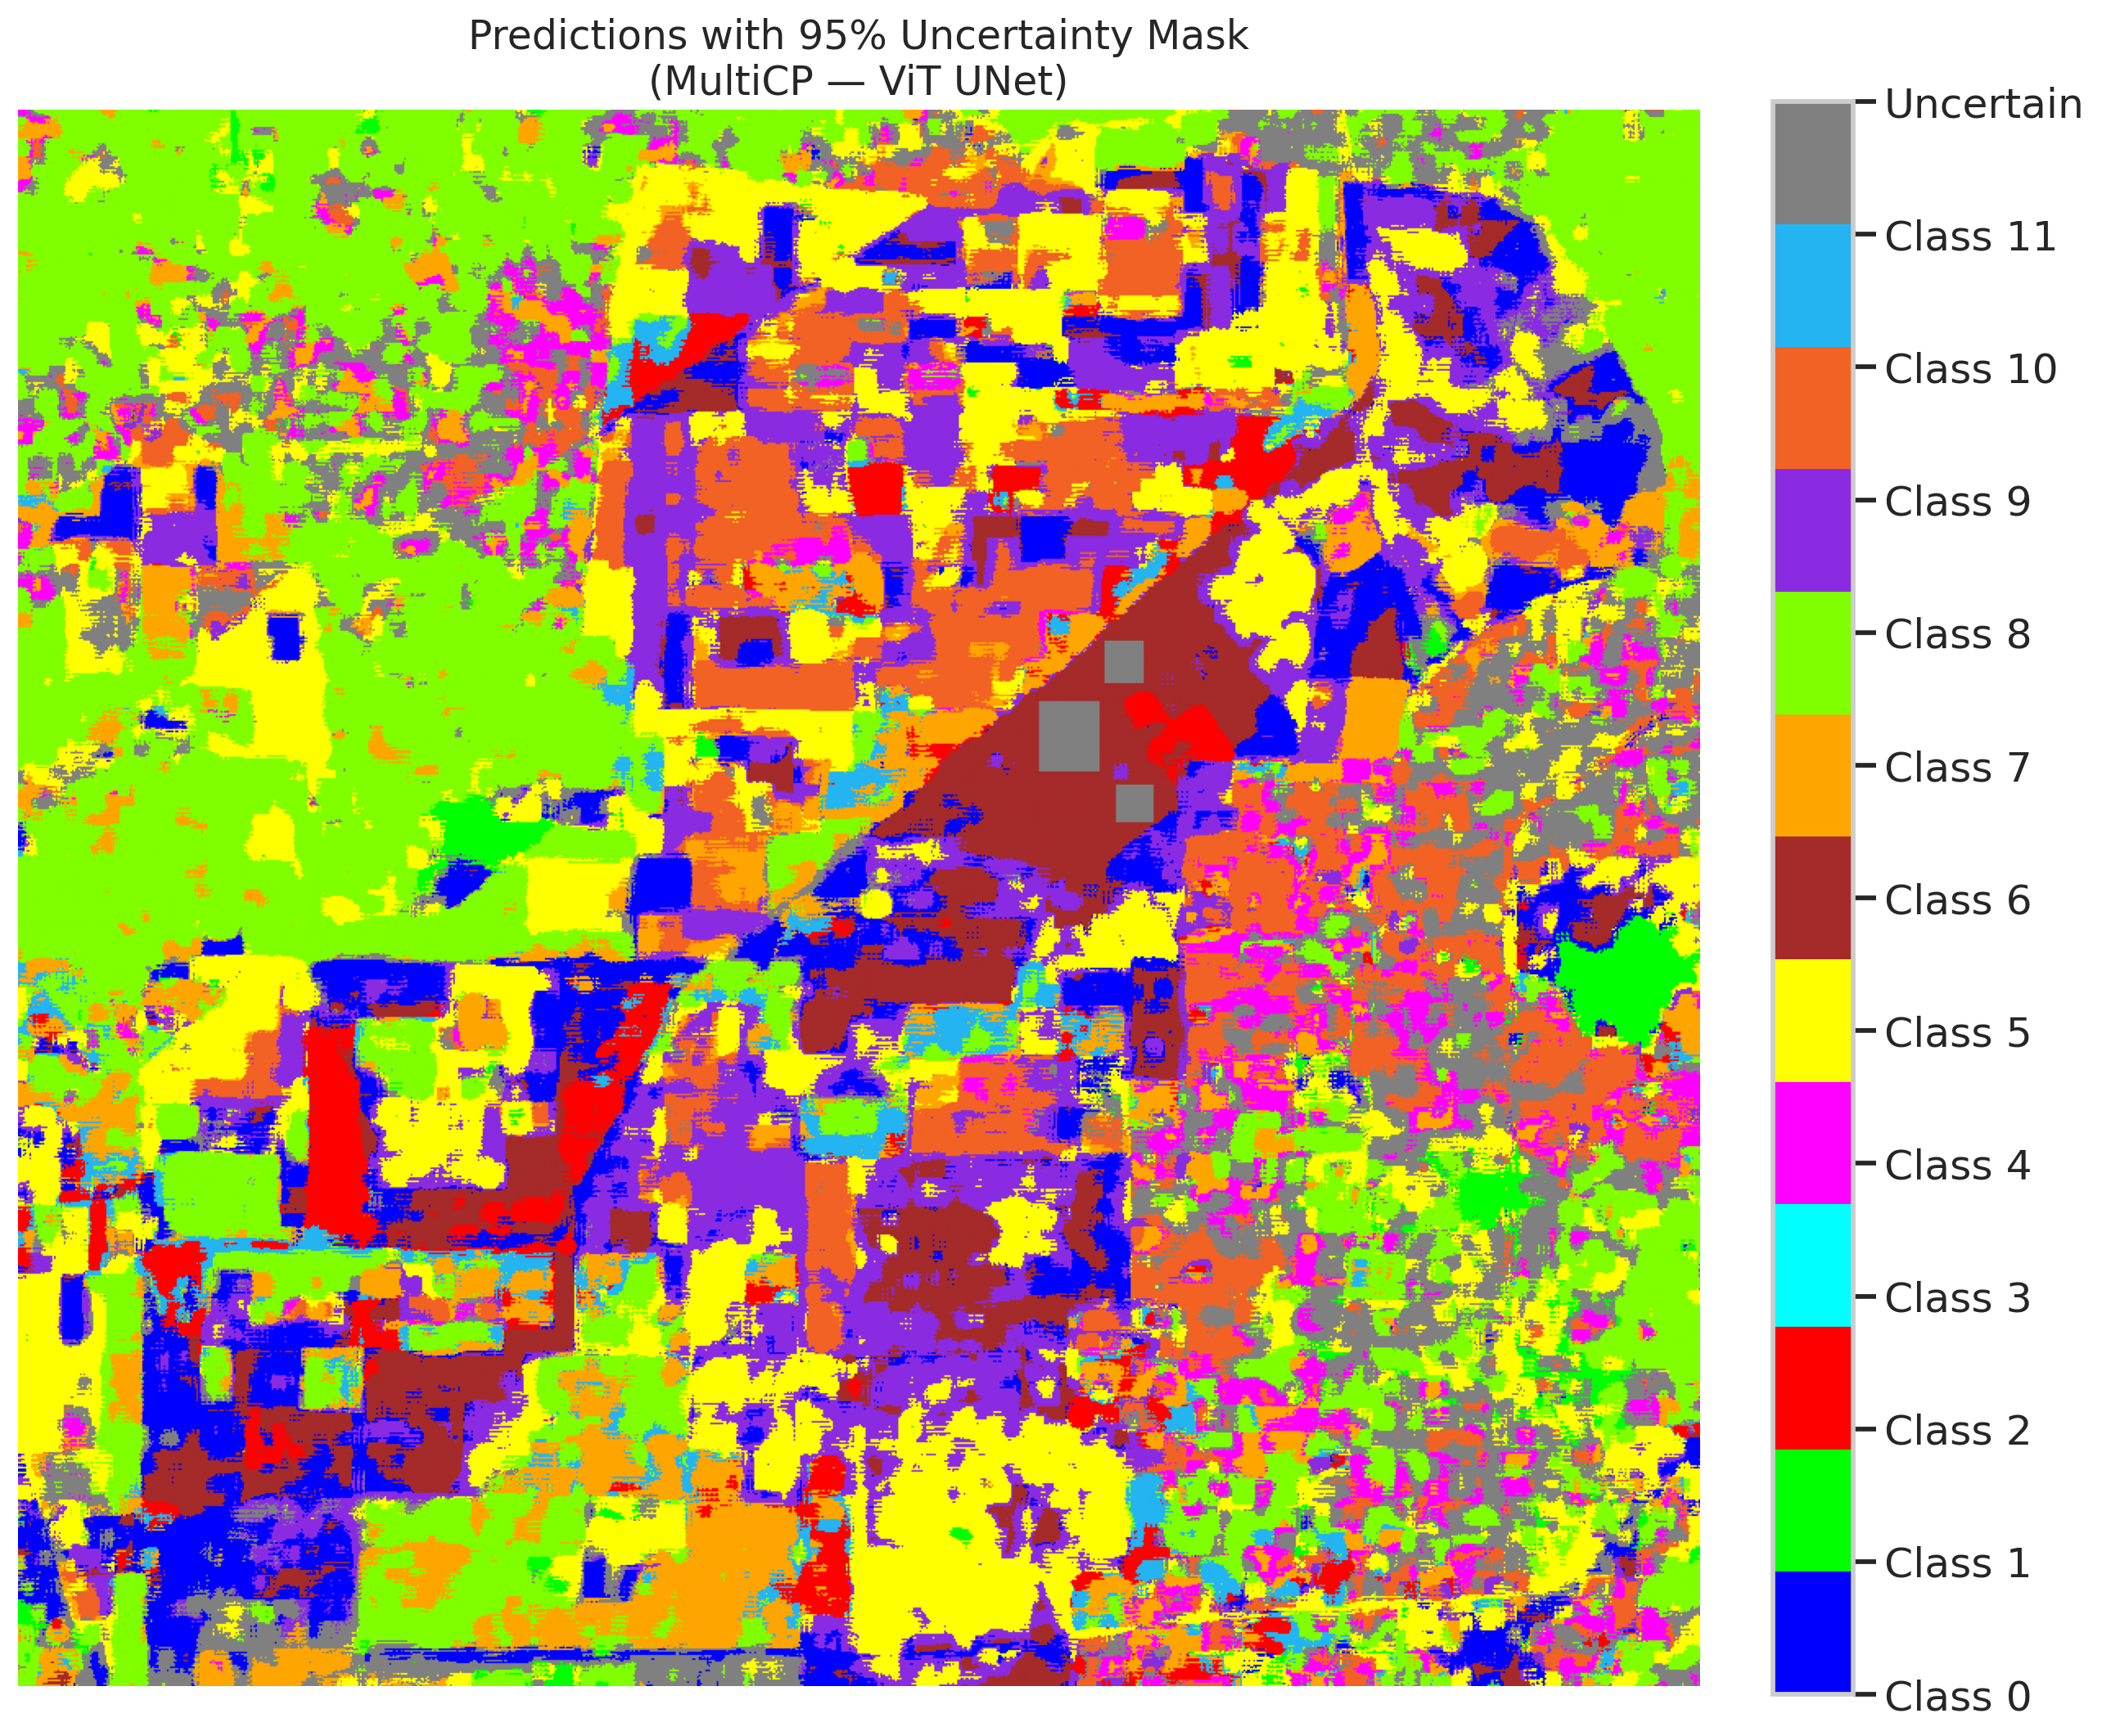 Predictions with 95% Uncertainty Mask
(MultiCP — ViT UNet)
Uncertain
Class 11
Class 10
Class 9
Class 8
Class 7
Class 6
Class 5
Class 4
Class 3
Class 2
Class 1
Class 0